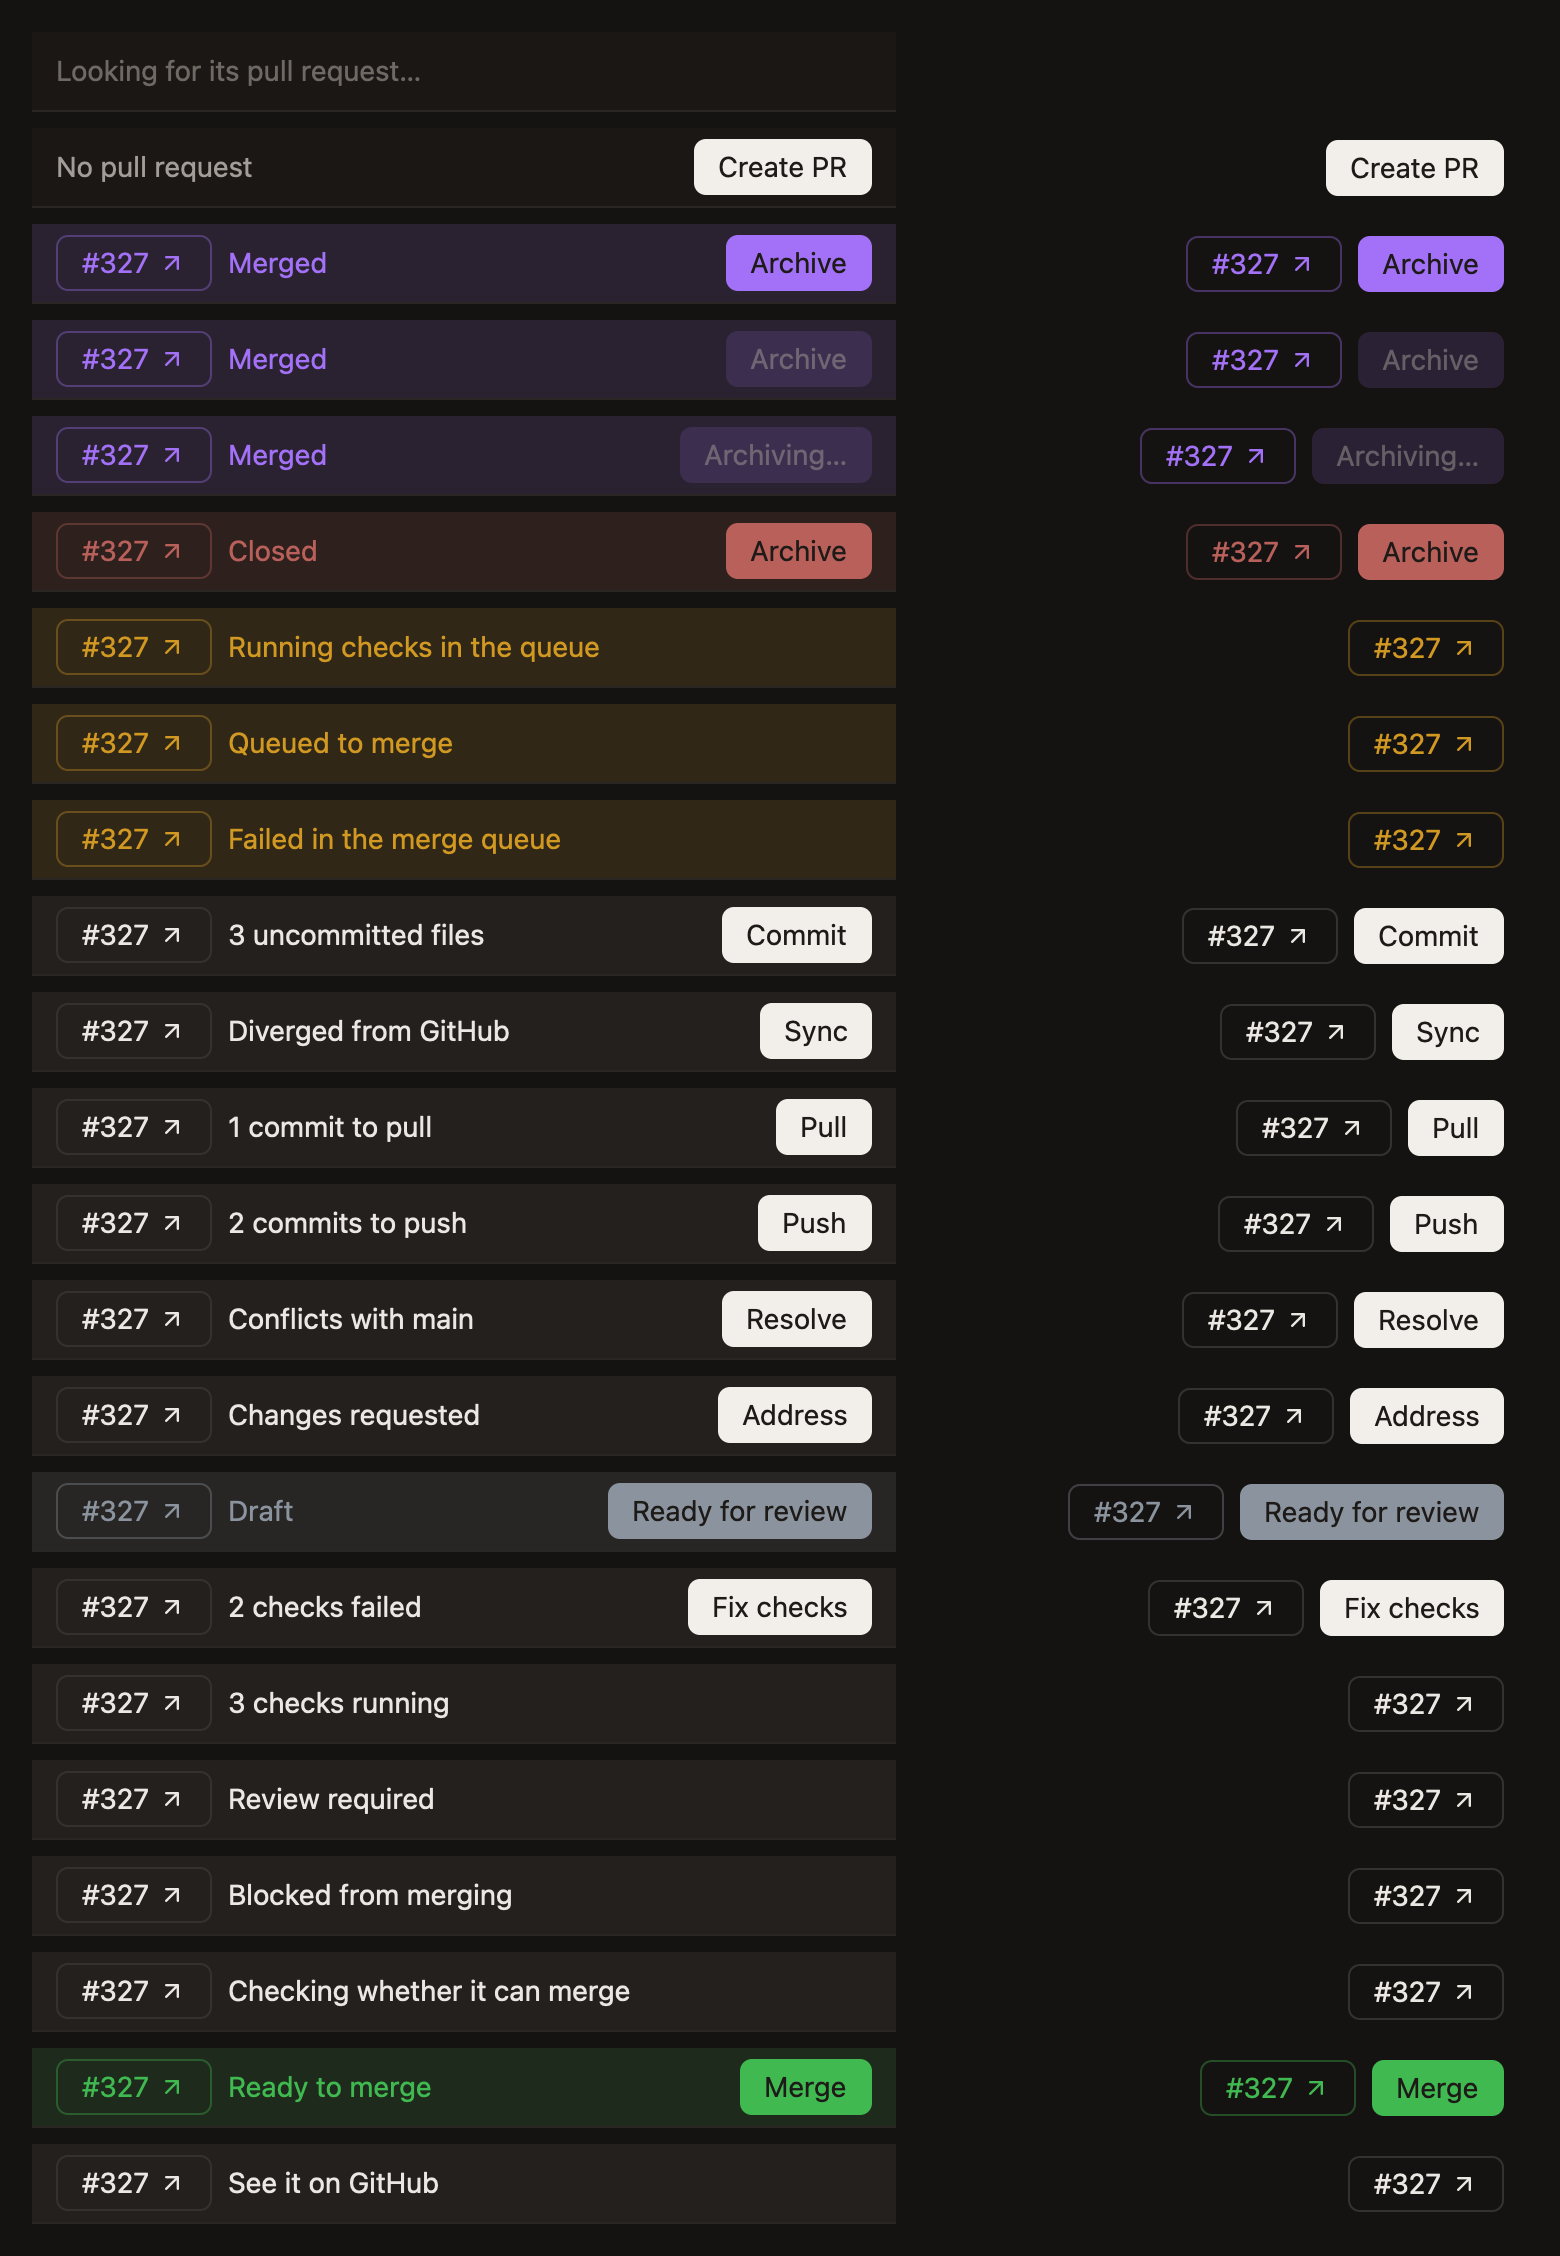 Looking for its pull request...
No pull request Create PR Create PR
#327 Merged Archive #327 Archive
#327 Merged Archive #327 Archive
#327 Merged Archiving... #327 Archiving...
#327 Closed Archive #327 Archive
#327 Running checks in the queue #327
#327 Queued to merge #327
#327 Failed in the merge queue #327
#327 3 uncommitted files Commit #327 Commit
#327 Diverged from GitHub Sync #327 Sync
#327 1 commit to pull Pull #327 Pull
#327 2 commits to push Push #327 Push
#327 Conflicts with main Resolve #327 Resolve
#327 Changes requested Address #327 Address
#327 Draft Ready for review #327 Ready for review
#327 2 checks failed Fix checks #327 Fix checks
#327 3 checks running #327
#327 Review required #327
#327 Blocked from merging #327
#327 Checking whether it can merge #327
#327 Ready to merge Merge #327 Merge
#327 See it on GitHub #327